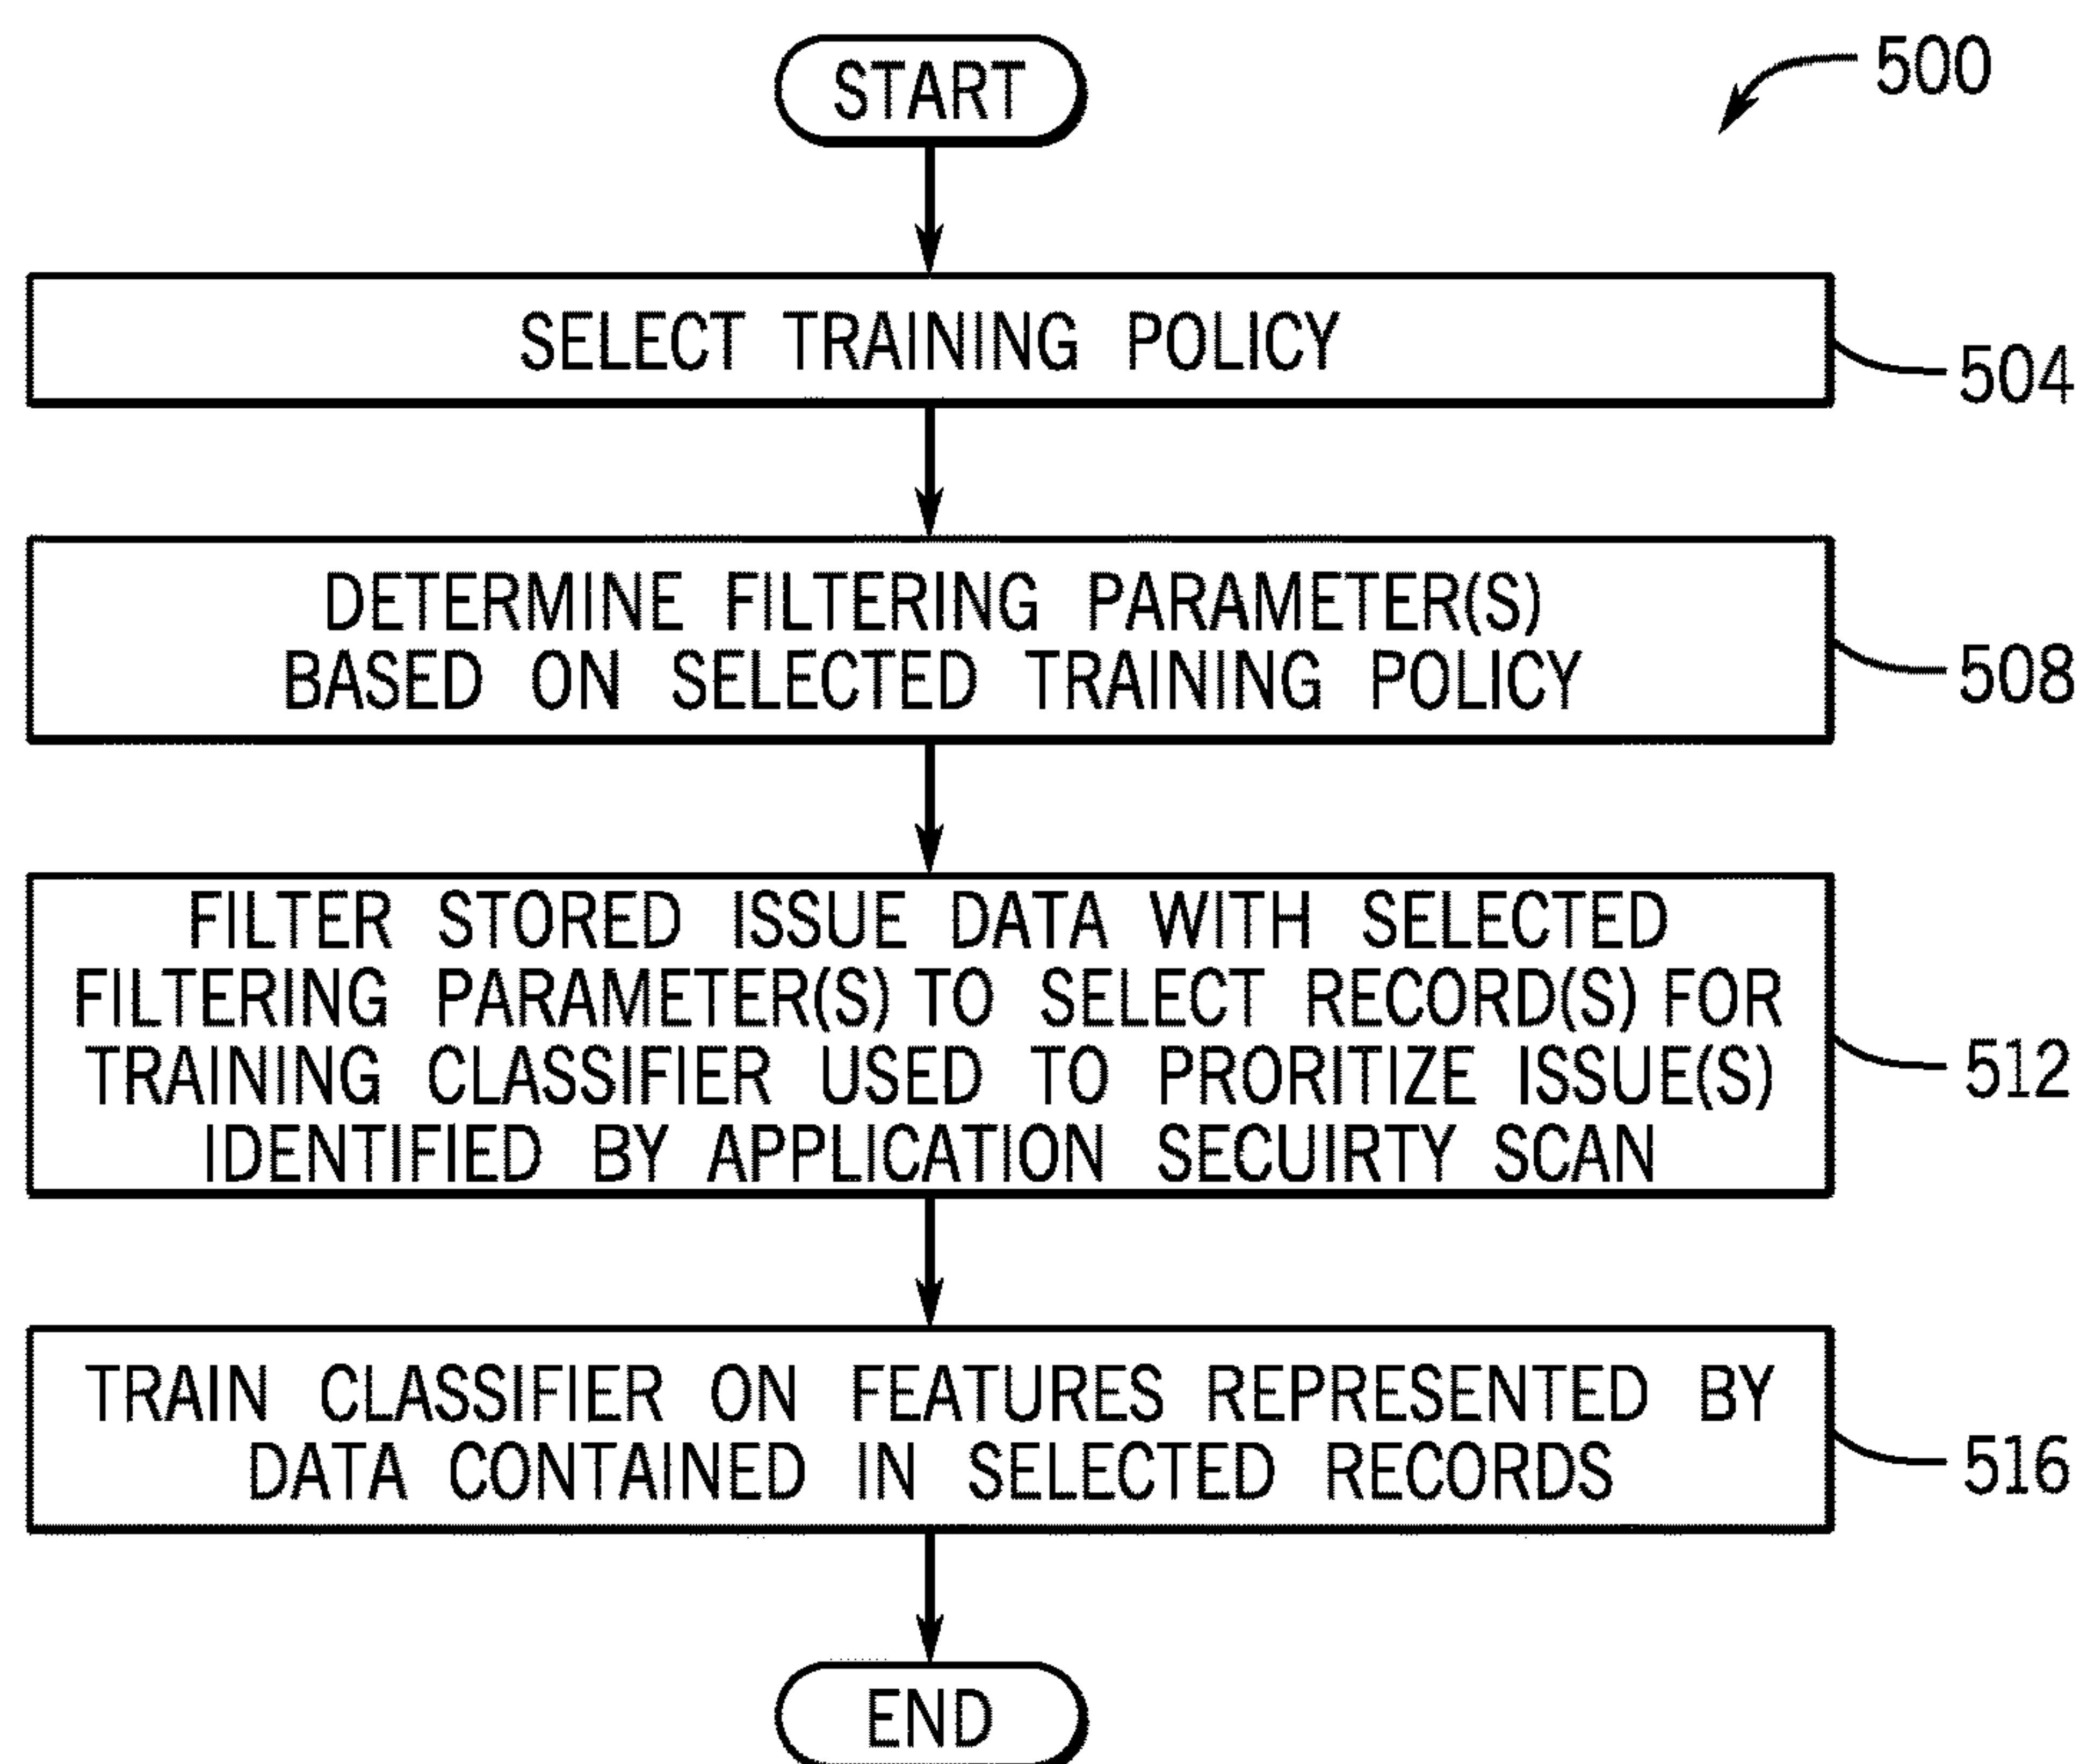 START
500
SELECT TRAINING POLICY
504
DETERMINE FILTERING PARAMETER(S)
BASED ON SELECTED TRAINING POLICY
508
FILTER STORED ISSUE DATA WITH SELECTED
FILTERING PARAMETER(S) TO SELECT RECORD(S) FOR
TRAINING CLASSIFIER USED TO PRORITIZE ISSUE(S)
IDENTIFIED BY APPLICATION SECUIRTY SCAN
512
TRAIN CLASSIFIER ON FEATURES REPRESENTED BY
DATA CONTAINED IN SELECTED RECORDS
516
END